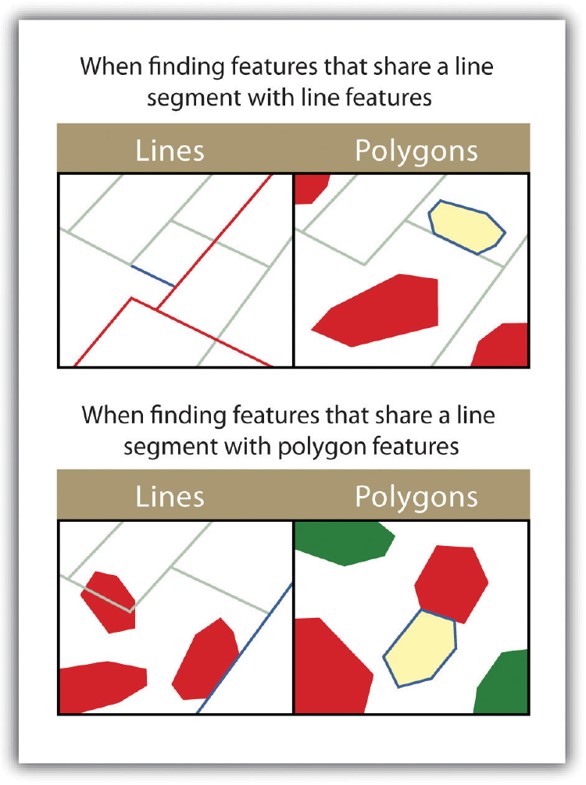 When finding features that share a line
segment with line features
Lines
Polygons
When finding features that share a line
segment with polygon features
Lines
Polygons